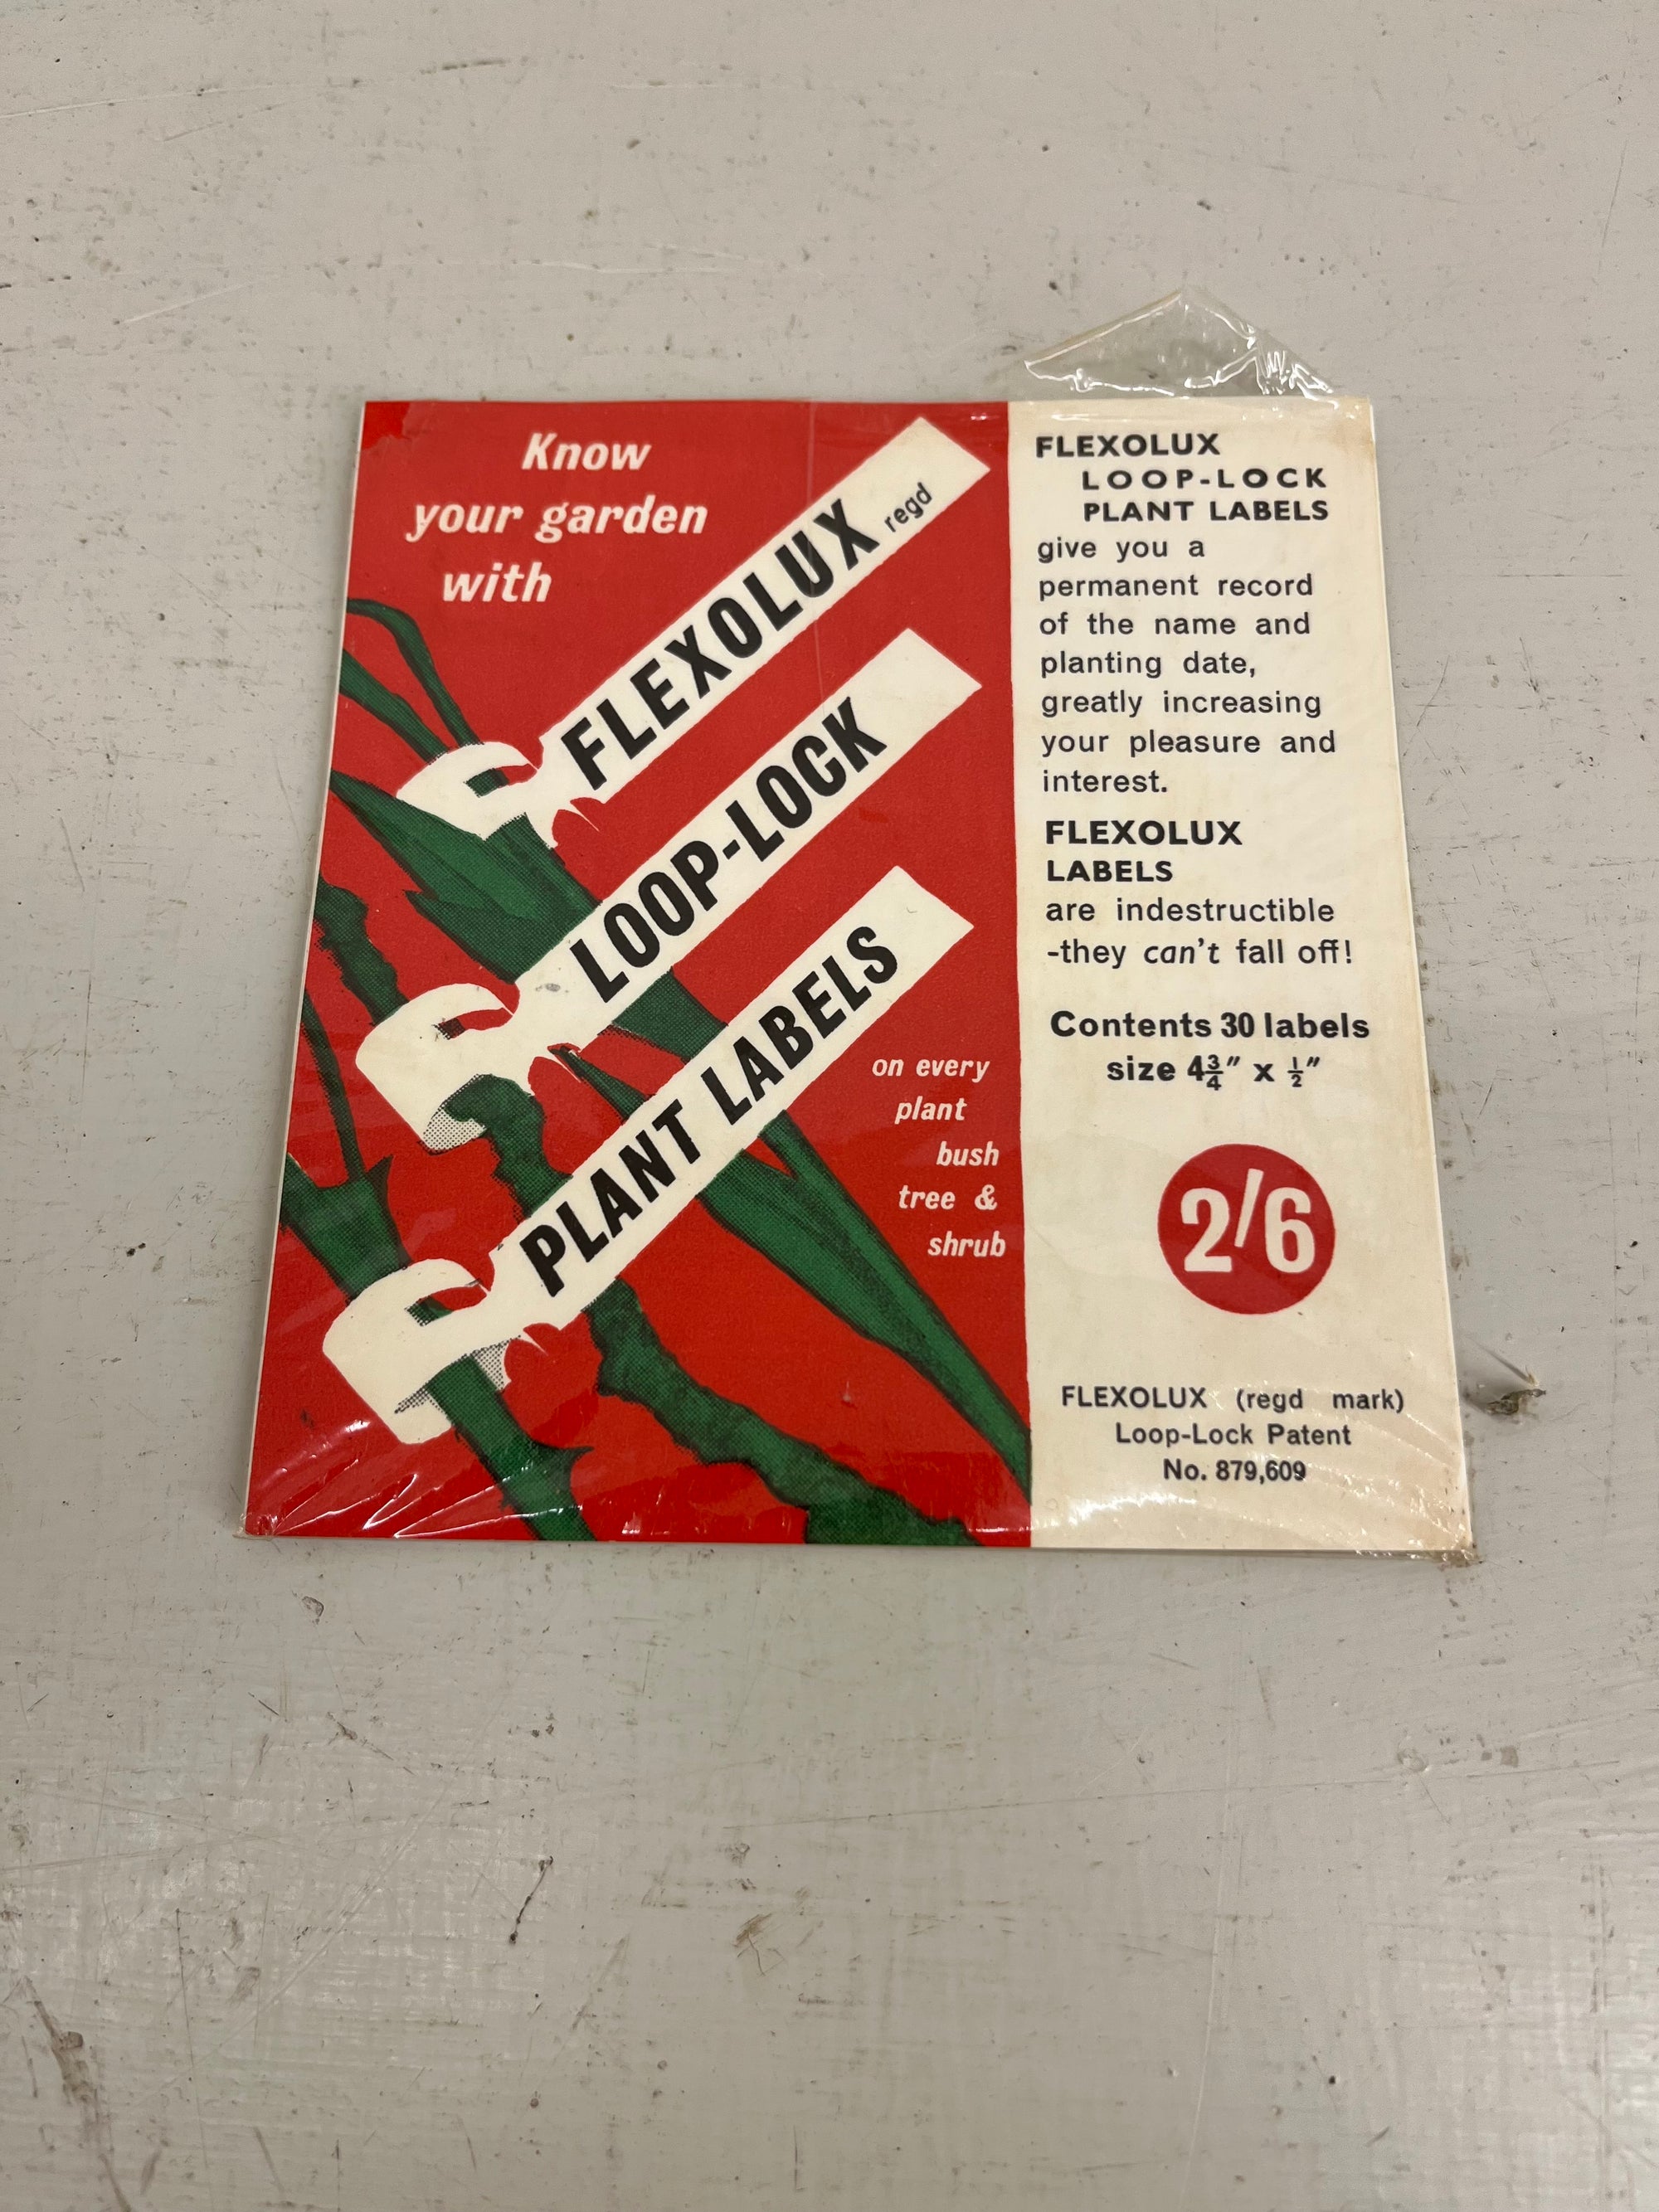 Know
your garden
with
FLEXOLUX regd
LOOP-LOCK
PLANT LABELS
on every
plant
bush
tree &
shrub
FLEXOLUX
LOOP-LOCK
PLANT LABELS
give you a
permanent record
of the name and
planting date,
greatly increasing
your pleasure and
interest.
FLEXOLUX
LABELS
are indestructible
-they can't fall off!
Contents 30 labels
size 4¾″ x ½″
2/6
FLEXOLUX (regd mark)
Loop-Lock Patent
No. 879,609